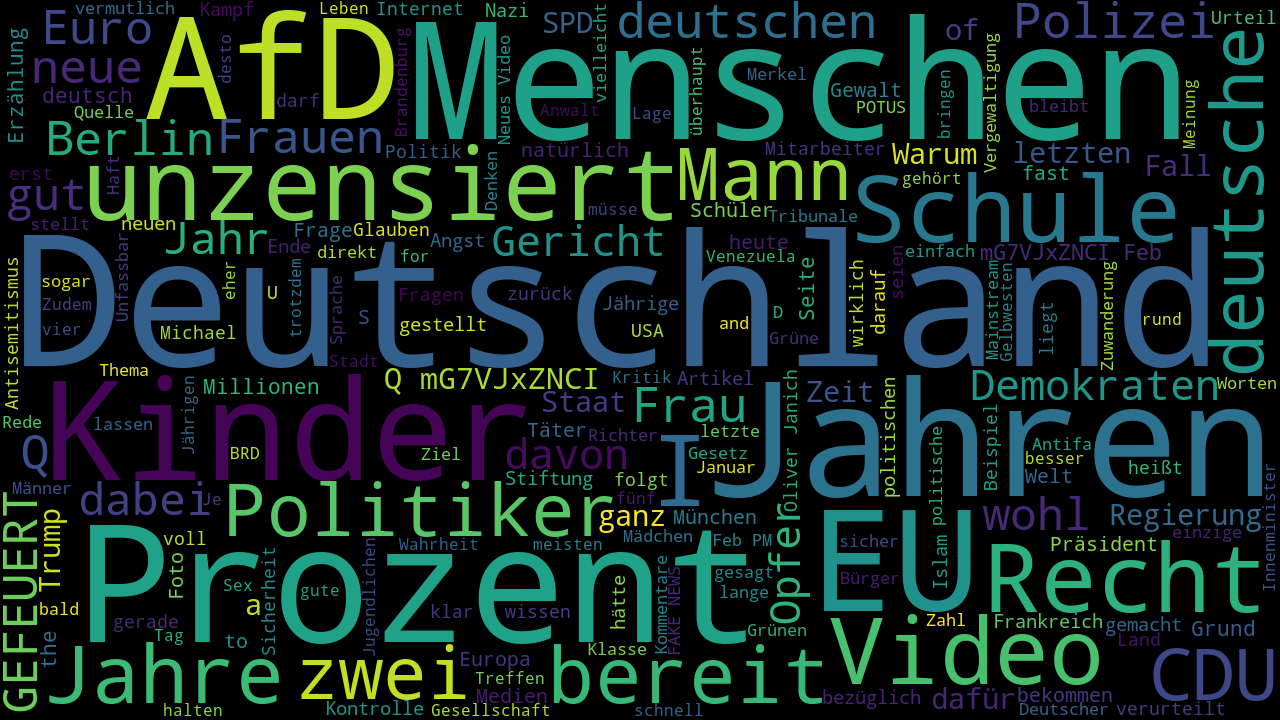 vermutlich Kampf Leben Internet Nazi
Euro AfD Menschen SPD deutschen of Polizei Urteil
Erzählung neue desto Brandenburg Neues Video vielleicht überhaupt Merkel Gewalt POTUS bringen Vergewaltigung bleibt Meinung deutsche
deutsch Quelle darf Anwalt Lage
Berlin Frauen Politik natürlich Mitarbeiter Warum letzten Fall
erst gut Haft unzensiert Denken Mann gehört fast Schule
stellt neuen müsse Schüler Tribunale
Jahr Frage Glauben Angst Gericht heute einfach mG7VJxZNCI Feb
Unfassbar Ende direkt for Venezuela Seite wirklich darauf seien
Antisemitismus sogar Deutschland eher U trotzdem Sprache Fragen zurück Jährige D Mainstream Gelbwesten liegt Zuwanderung rund
Zudem vier Michael S gestellt USA and Grüne
Thema Stadt
Q mG7VJxZNCI Kritik Artikel Zeit Demokraten Worten
Kinder Jährigen Millionen Staat Frau Oliver Janich Jahren
Rede lassen Täter Richter letzte politischen politische Beispiel Antifa
Q BRD Ziel davon Gesetz I Januar besser Welt heißt
Männer dabei Je Politiker Stiftung folgt fünf
GEFEUERT Trump ganz München wohl Regierung Innenminister
voll Prozent Wahrheit meisten Mädchen Feb PM Opfer EU sicher Islam Präsident einzige
Foto Sex gute Sicherheit Jugendlichen hätte Kommentare FAKE NEWS gesagt Bürger Recht
bald a klar wissen lange
gerade Tag to Klasse Grünen Zahl Frankreich gemacht Grund
the Jahre zwei Europa bereit Video Land CDU
Treffen Medien bezüglich dafür bekommen
halten Kontrolle Gesellschaft schnell Deutscher verurteilt